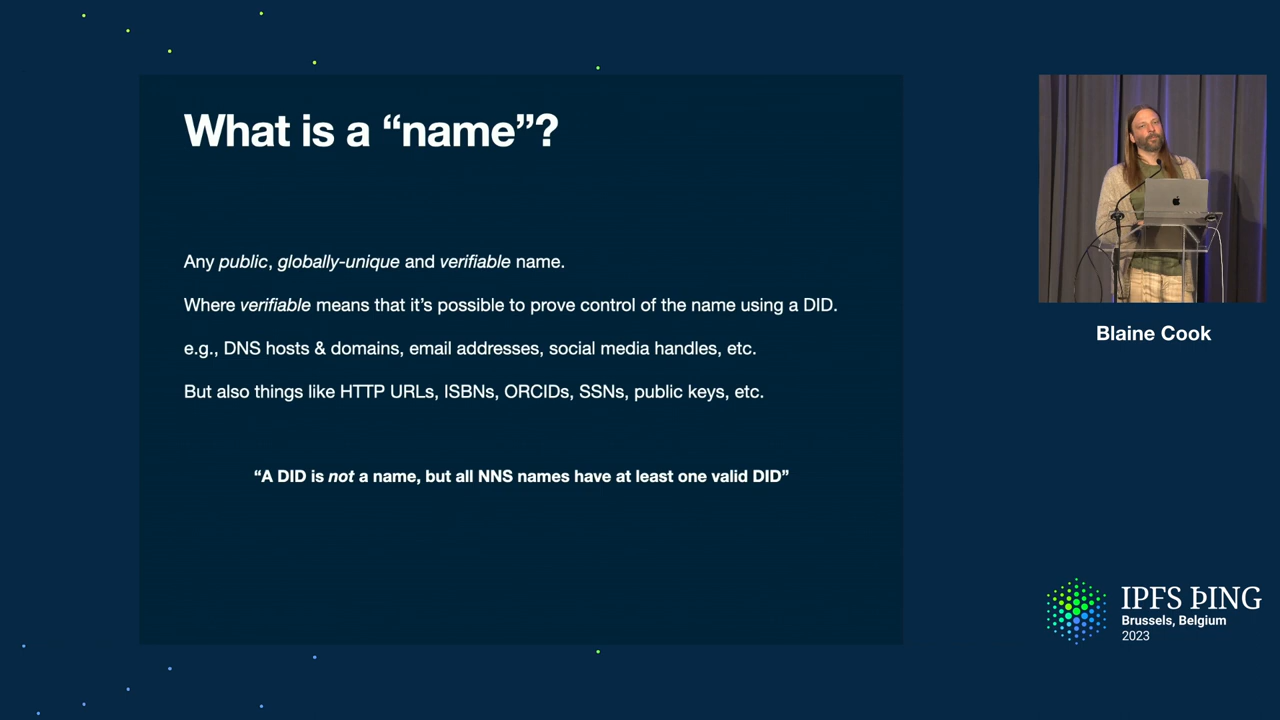 What is a “name”?
Any public, globally-unique and verifiable name.
Where verifiable means that it’s possible to prove control of the name using a DID.
e.g., DNS hosts & domains, email addresses, social media handles, etc.
But also things like HTTP URLs, ISBNs, ORCIDs, SSNs, public keys, etc.
“A DID is not a name, but all NNS names have at least one valid DID”
Blaine Cook
IPFS ÞING
Brussels, Belgium
2023